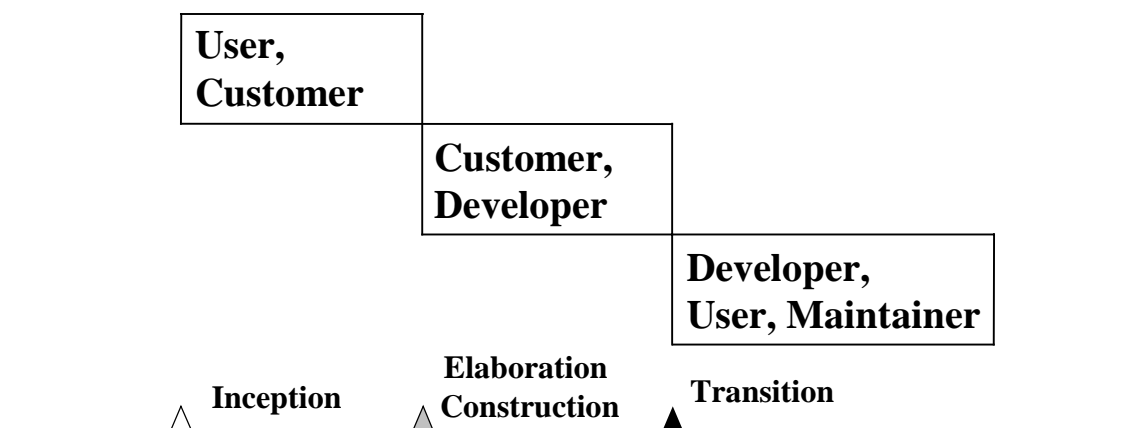 User,
Customer
Customer,
Developer
Developer,
User, Maintainer
Inception
Elaboration
Construction
Transition